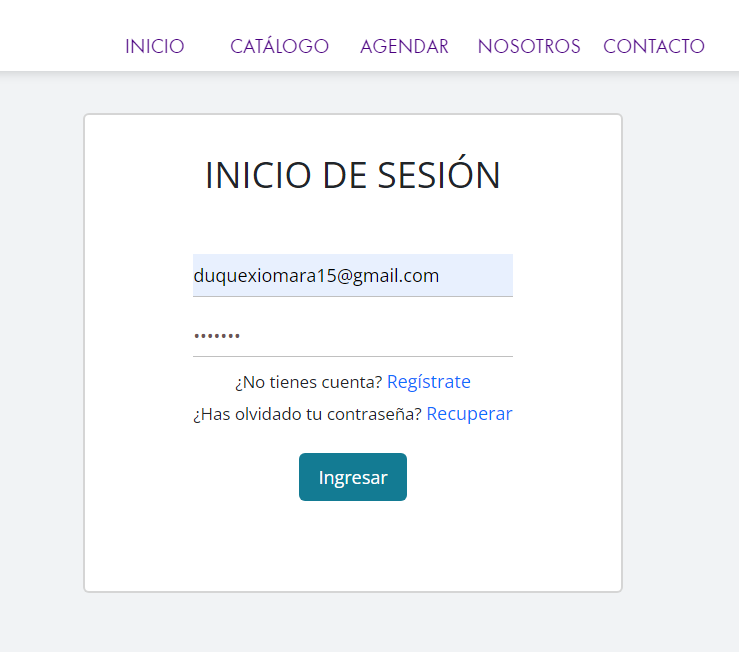 INICIO CATÁLOGO AGENDAR NOSOTROS CONTACTO
INICIO DE SESIÓN
duquexiomara15@gmail.com
•••••••
¿No tienes cuenta? Regístrate
¿Has olvidado tu contraseña? Recuperar
Ingresar